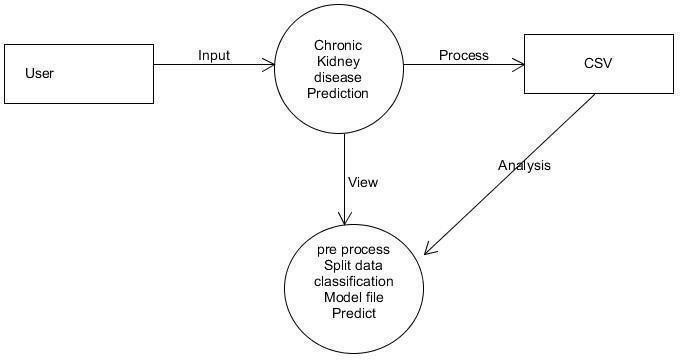 User
Input
Chronic
Kidney
disease
Prediction
Process
CSV
View
Analysis
pre process
Split data
classification
Model file
Predict